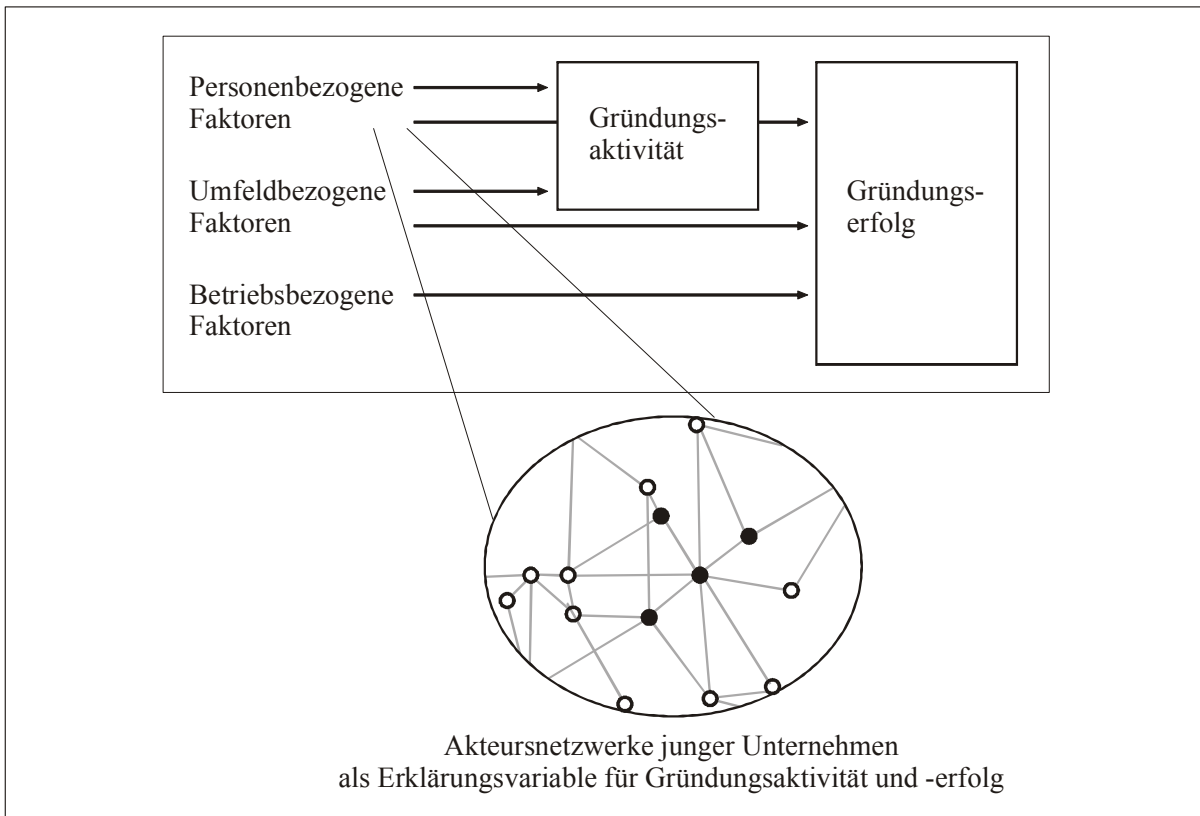 Personenbezogene
Faktoren
Gründungs-
aktivität
Umfeldbezogene
Faktoren
Gründungs-
erfolg
Betriebsbezogene
Faktoren
Akteursnetzwerke junger Unternehmen
als Erklärungsvariable für Gründungsaktivität und -erfolg